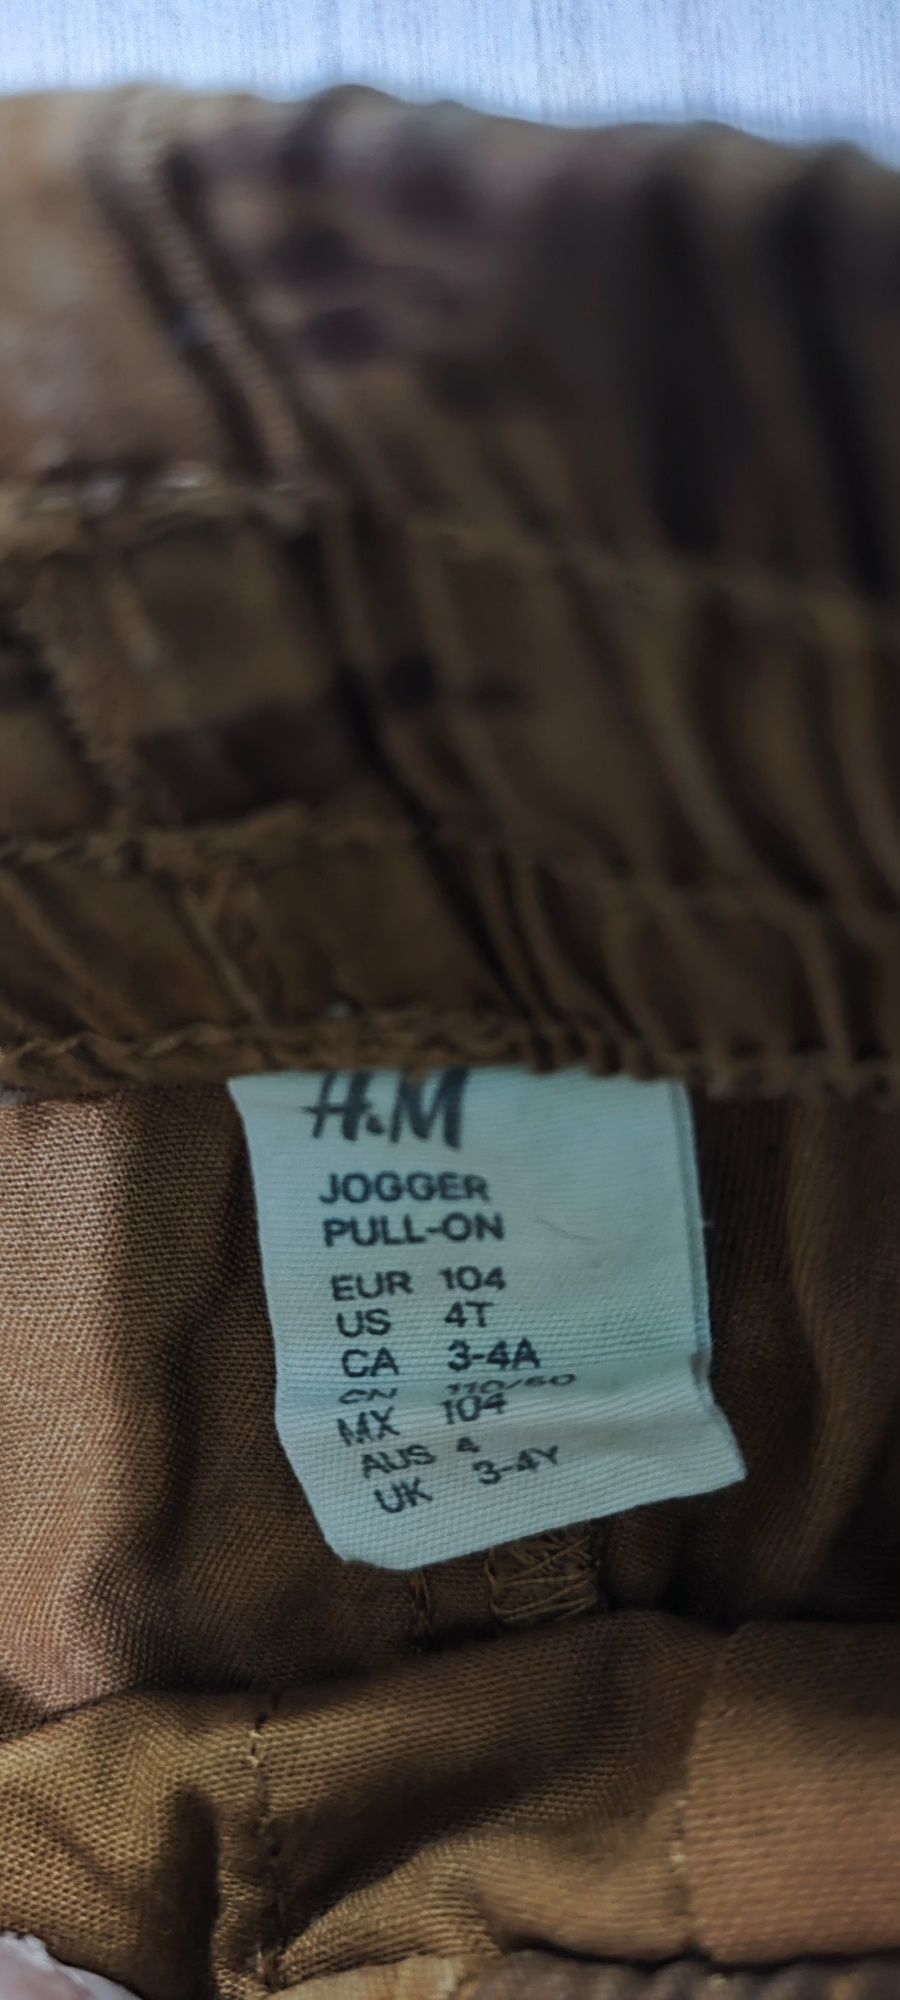 H&M
JOGGER
PULL-ON
EUR 104
US 4T
CA 3-4A
CN 110/50
MX 104
AUS 4
UK 3-4Y